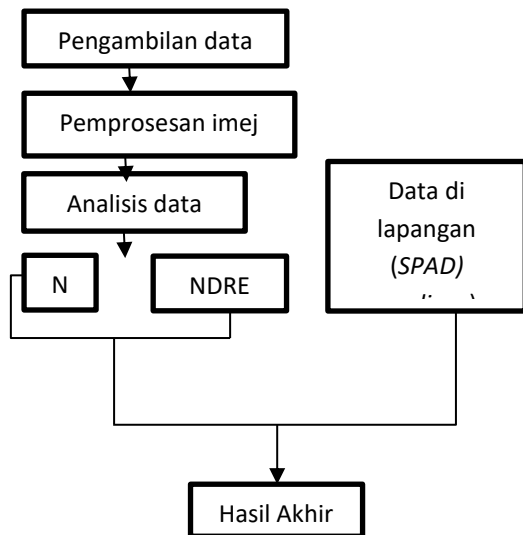 Pengambilan data
Pemprosesan imej
Analisis data
N
NDRE
Data di
lapangan
(SPAD)
Hasil Akhir